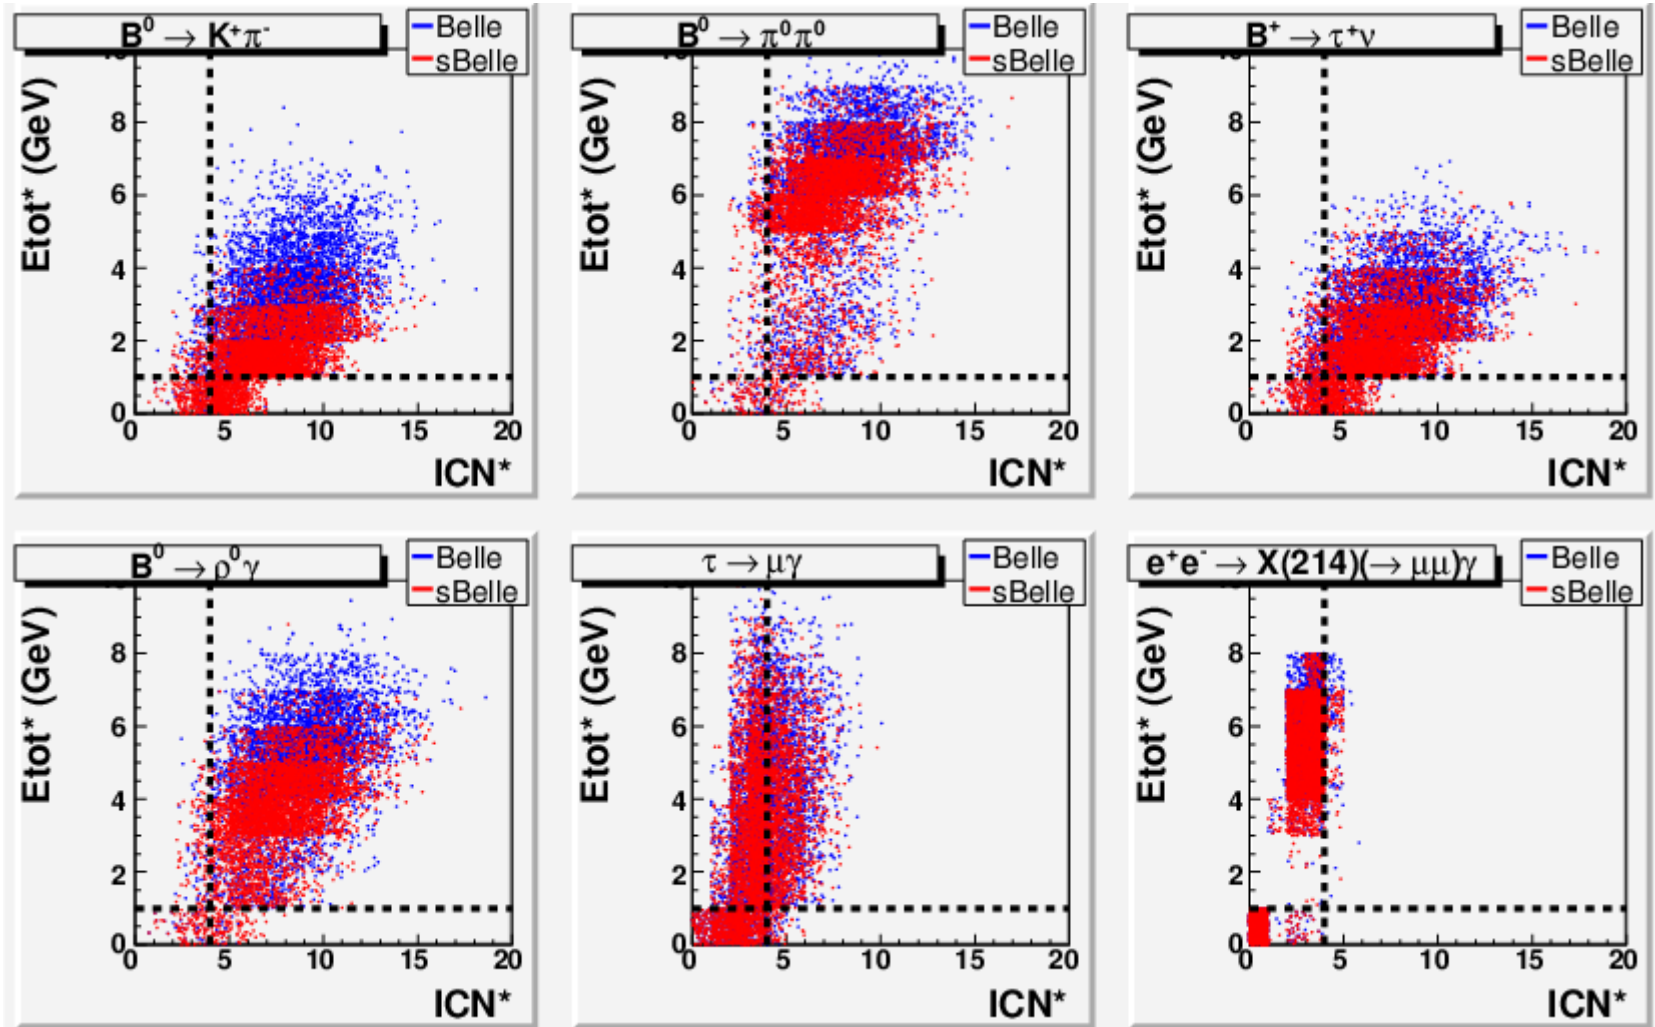 B⁰ → K⁺π⁻
Belle
sBelle
Etot* (GeV)
8
6
4
2
0
0 5 10 15 20
ICN*
B⁰ → π⁰π⁰
Belle
sBelle
Etot* (GeV)
8
6
4
2
0
0 5 10 15 20
ICN*
B⁺ → τ⁺ν
Belle
sBelle
Etot* (GeV)
8
6
4
2
0
0 5 10 15 20
ICN*
B⁰ → ρ⁰γ
Belle
sBelle
Etot* (GeV)
8
6
4
2
0
0 5 10 15 20
ICN*
τ → μγ
Belle
sBelle
Etot* (GeV)
8
6
4
2
0
0 5 10 15 20
ICN*
e⁺e⁻ → X(214)(→ μμ)γ
Belle
sBelle
Etot* (GeV)
8
6
4
2
0
0 5 10 15 20
ICN*